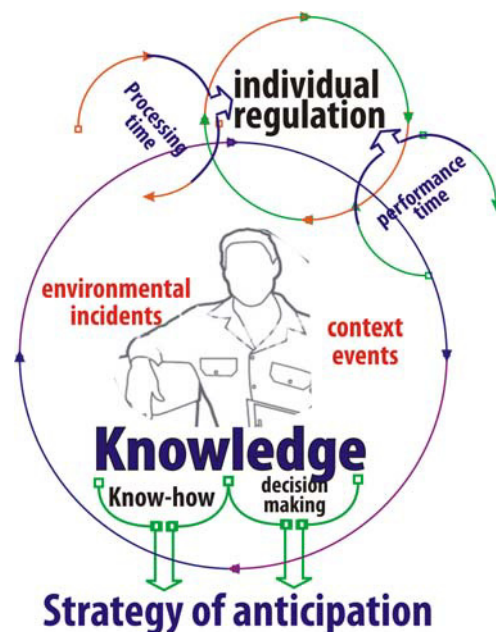 individual
regulation
Processing
time
performance
time
environmental
incidents
context
events
Knowledge
Know-how
decision
making
Strategy of anticipation